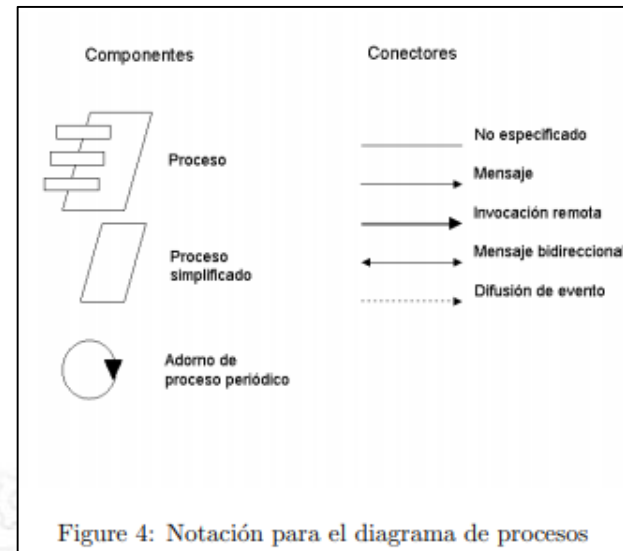 Componentes
Proceso
Proceso
simplificado
Adorno de
proceso periódico
Conectores
No especificado
Mensaje
Invocación remota
Mensaje bidireccional
Difusión de evento
Figure 4: Notación para el diagrama de procesos